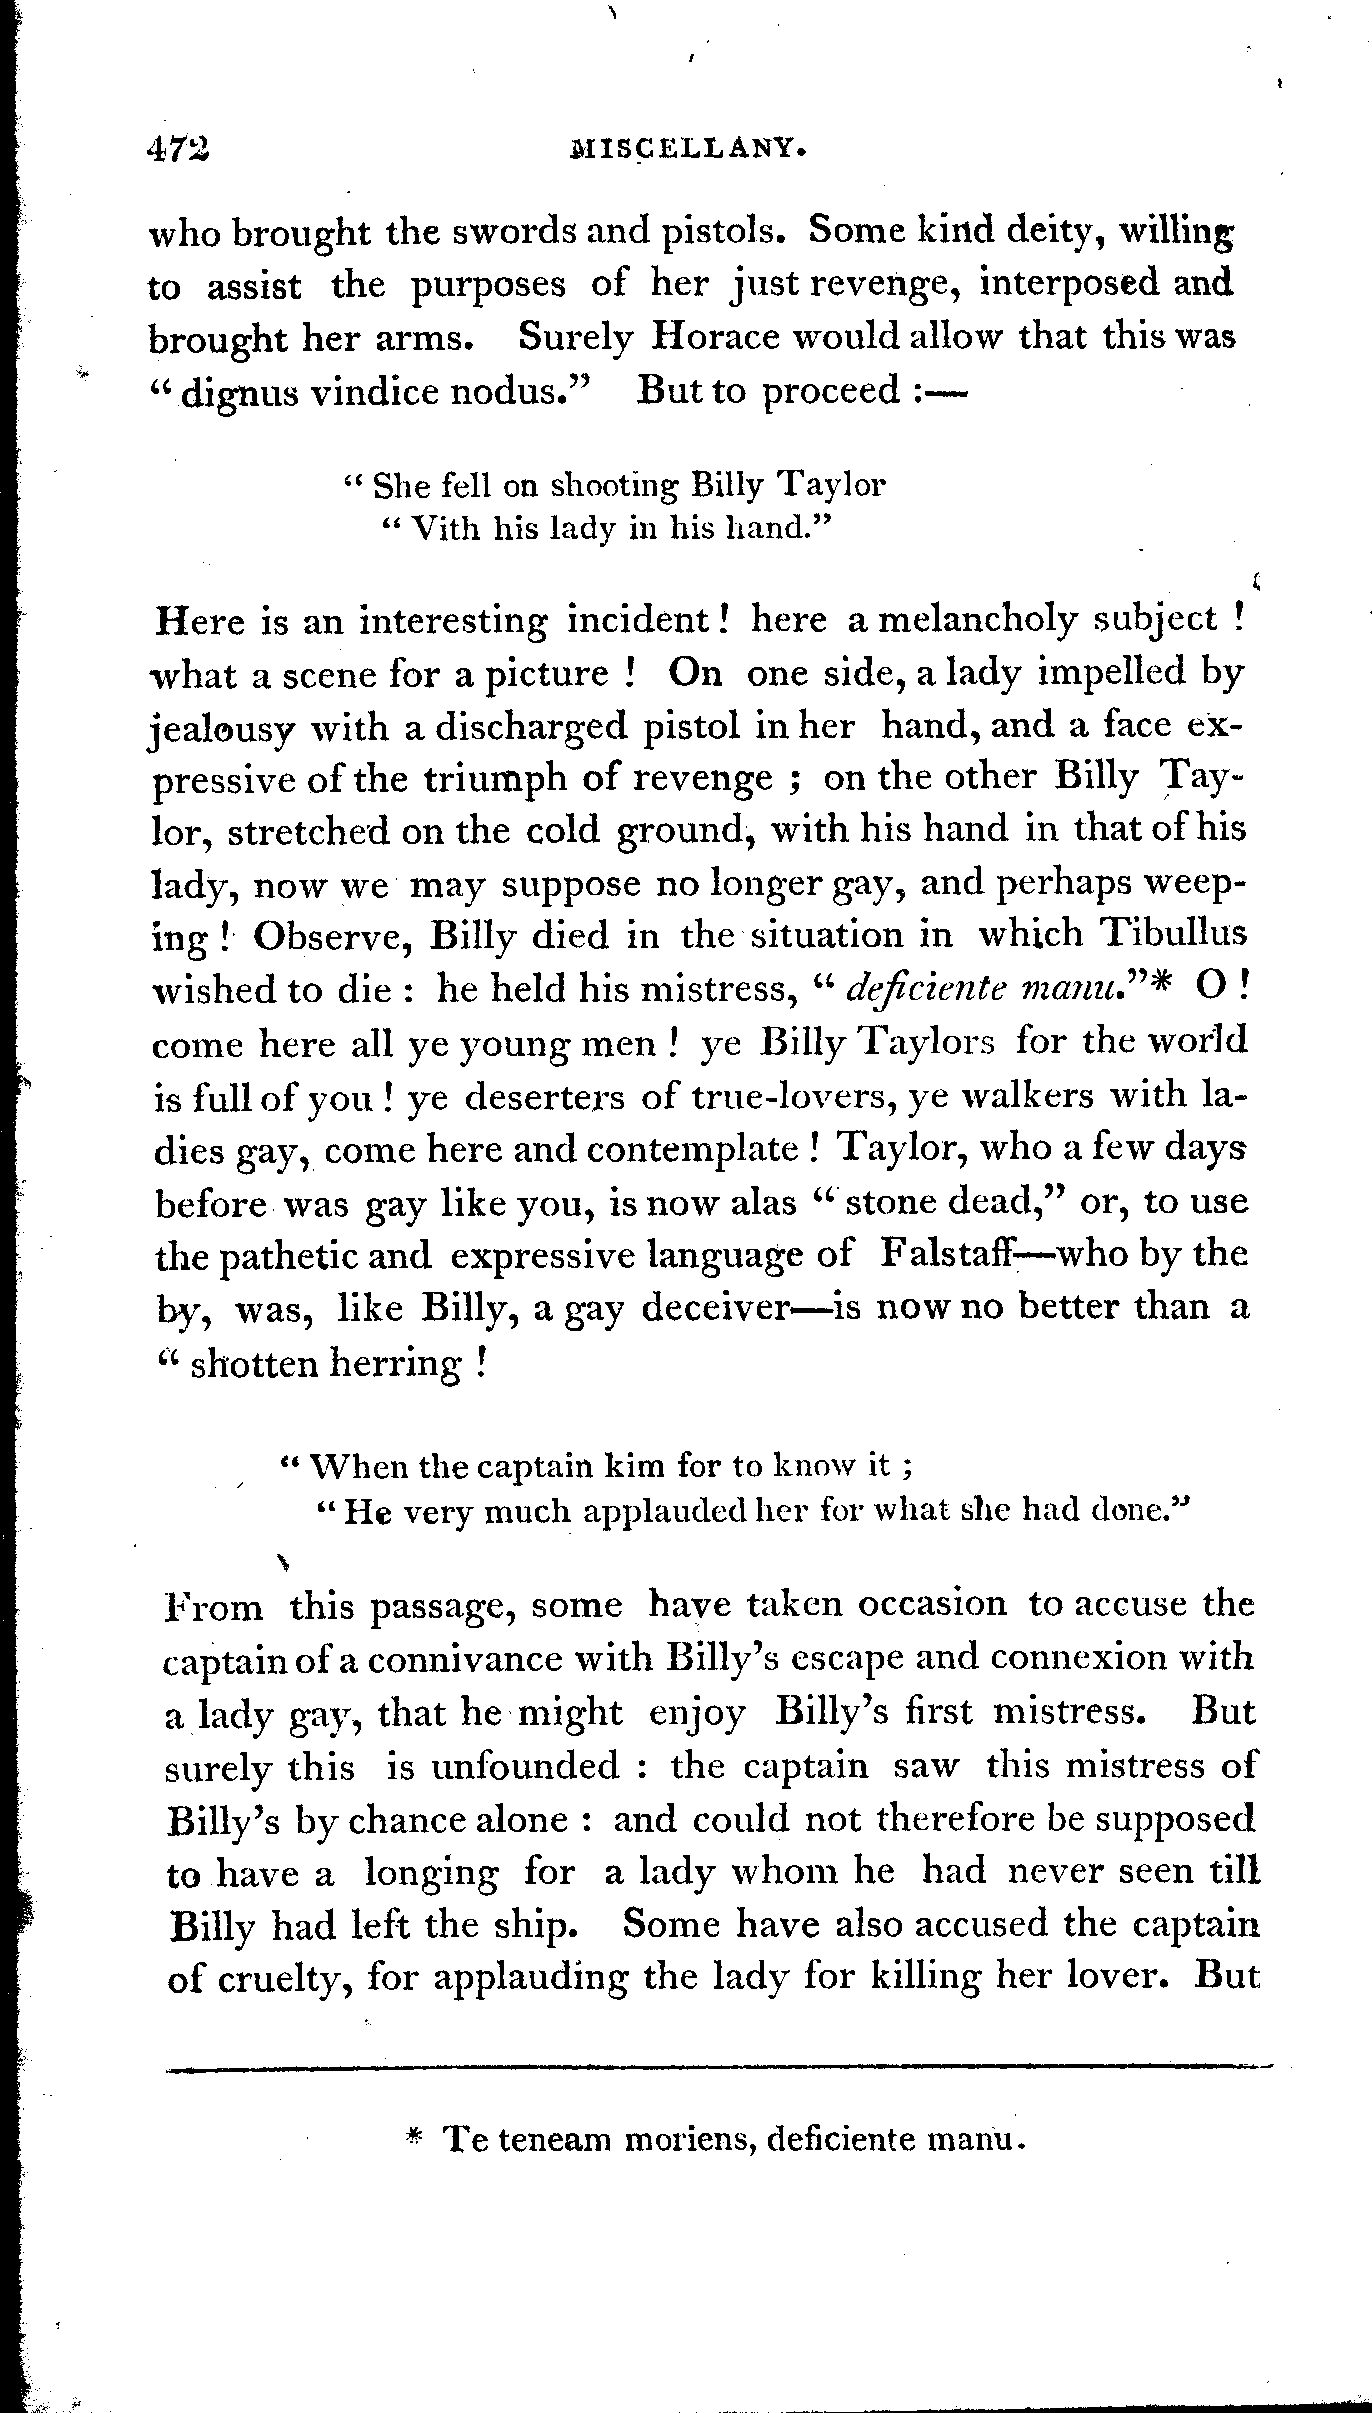 472 MISCELLANY.
who brought the swords and pistols. Some kind deity, willing
to assist the purposes of her just revenge, interposed and
brought her arms. Surely Horace would allow that this was
“ dignus vindice nodus.” But to proceed :—
“ She fell on shooting Billy Taylor
“ Vith his lady in his hand.”
Here is an interesting incident ! here a melancholy subject !
what a scene for a picture ! On one side, a lady impelled by
jealousy with a discharged pistol in her hand, and a face ex-
pressive of the triumph of revenge ; on the other Billy Tay-
lor, stretched on the cold ground, with his hand in that of his
lady, now we may suppose no longer gay, and perhaps weep-
ing ! Observe, Billy died in the situation in which Tibullus
wished to die : he held his mistress, “ deficiente manu.”* O !
come here all ye young men ! ye Billy Taylors for the world
is full of you ! ye deserters of true-lovers, ye walkers with la-
dies gay, come here and contemplate ! Taylor, who a few days
before was gay like you, is now alas “ stone dead,” or, to use
the pathetic and expressive language of Falstaff—who by the
by, was, like Billy, a gay deceiver—is now no better than a
“ shotten herring !
“ When the captain kim for to know it ;
“ He very much applauded her for what she had done.”
From this passage, some have taken occasion to accuse the
captain of a connivance with Billy’s escape and connexion with
a lady gay, that he might enjoy Billy’s first mistress. But
surely this is unfounded : the captain saw this mistress of
Billy’s by chance alone : and could not therefore be supposed
to have a longing for a lady whom he had never seen till
Billy had left the ship. Some have also accused the captain
of cruelty, for applauding the lady for killing her lover. But
* Te teneam moriens, deficiente manu.